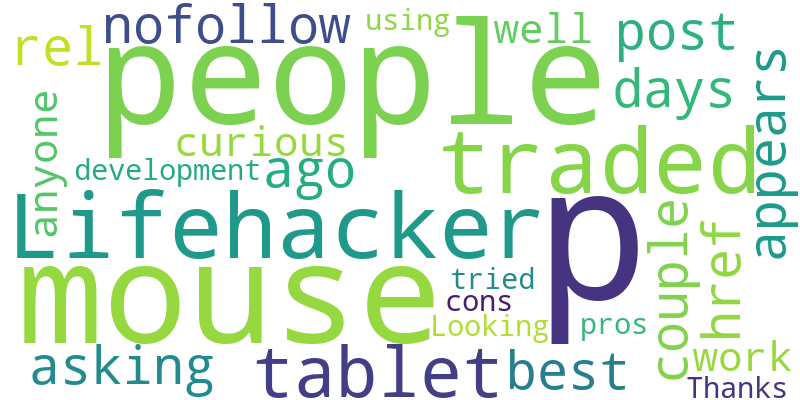 nofollow
using
well
post
rel
people
days
curious
anyone
development
ago
traded
appears
Lifehacker
p
mouse
tried
cons
Looking
pros
couple
href
work
asking
tablet
best
Thanks